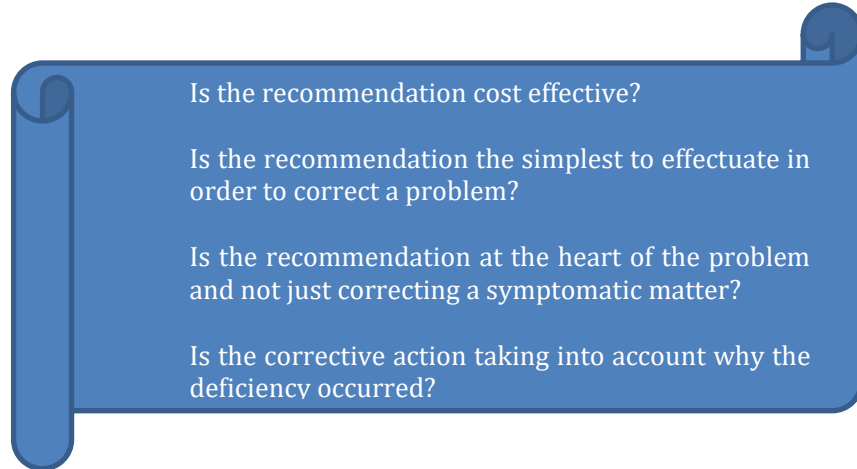 Is the recommendation cost effective?
Is the recommendation the simplest to effectuate in
order to correct a problem?
Is the recommendation at the heart of the problem
and not just correcting a symptomatic matter?
Is the corrective action taking into account why the
deficiency occurred?